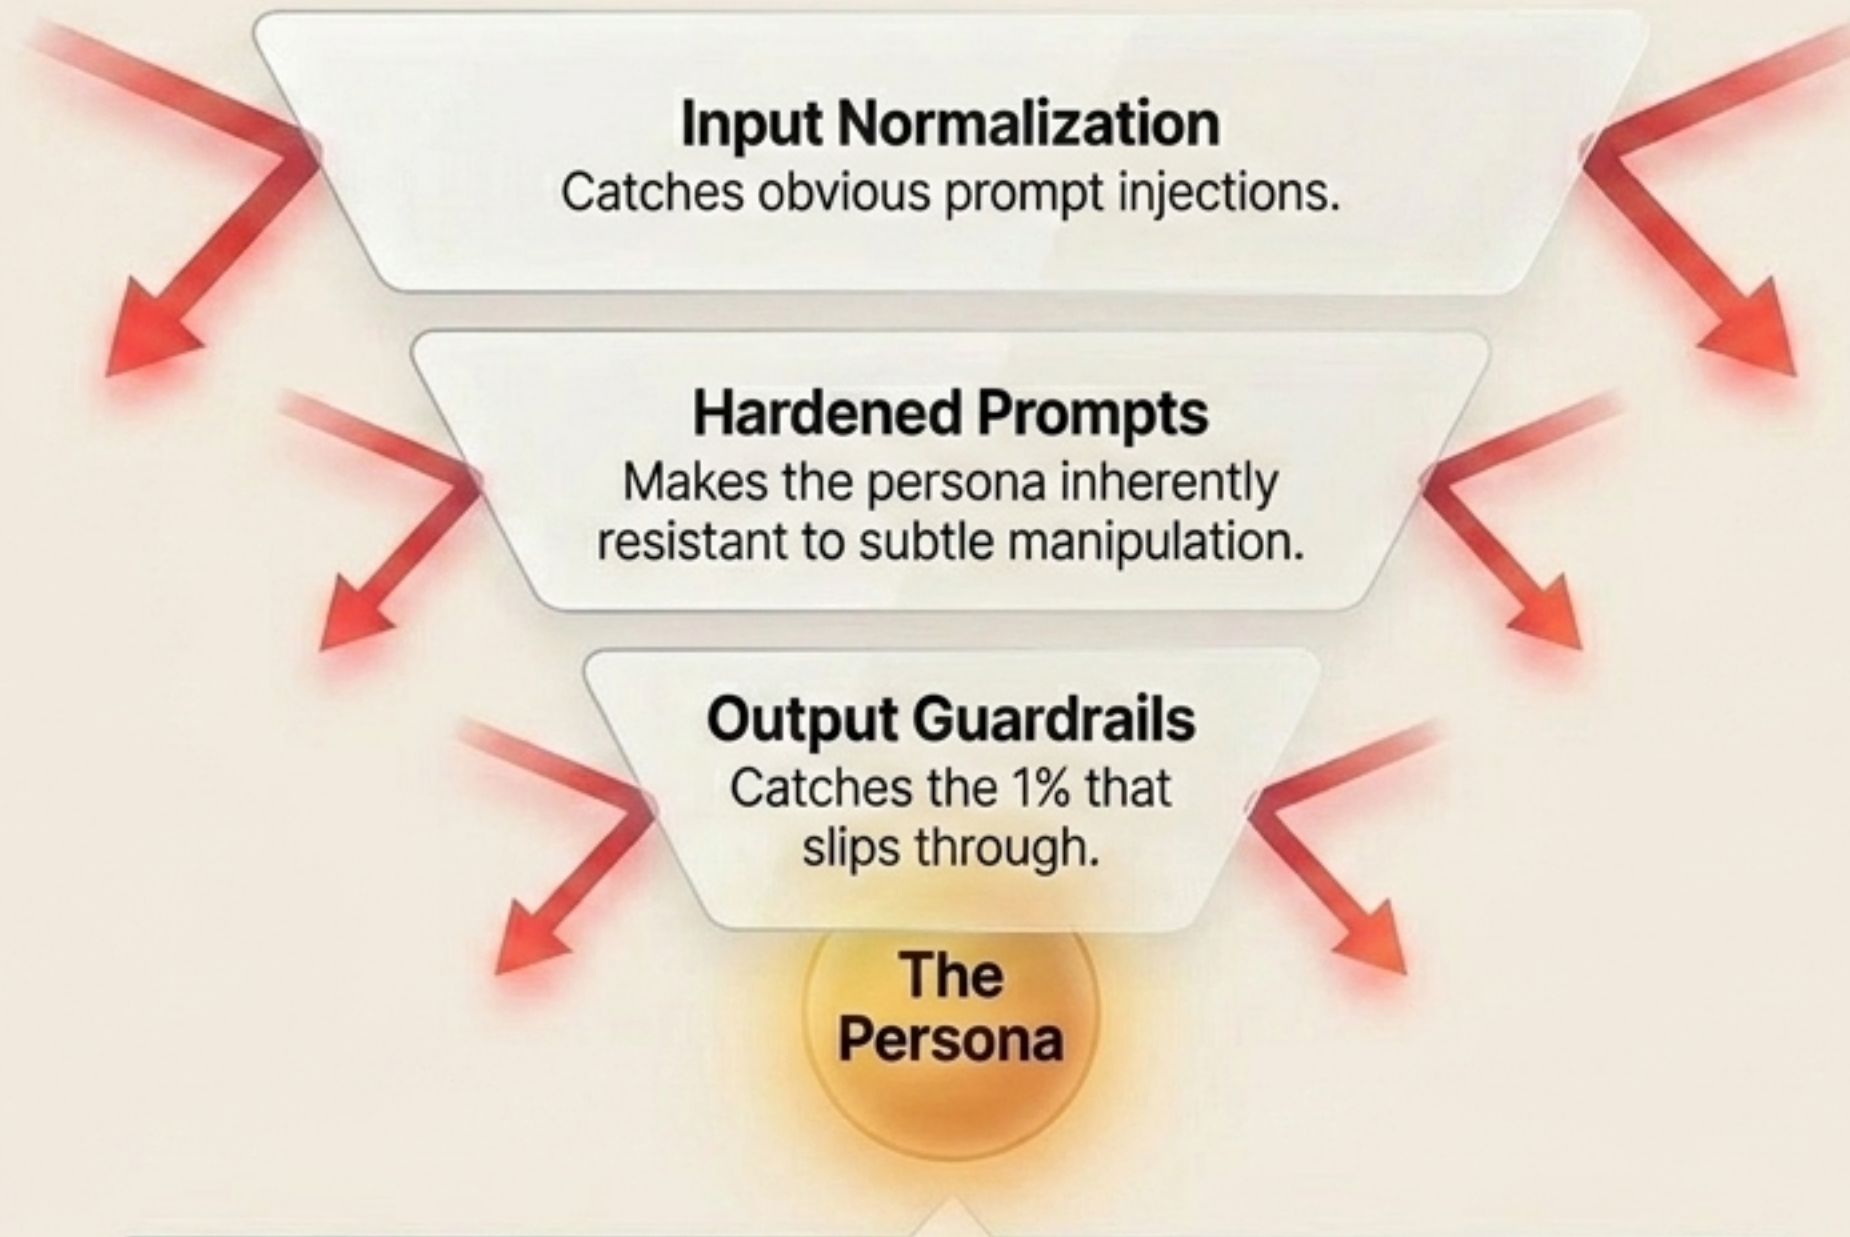 Input Normalization
Catches obvious prompt injections.
Hardened Prompts
Makes the persona inherently
resistant to subtle manipulation.
Output Guardrails
Catches the 1% that
slips through.
The
Persona